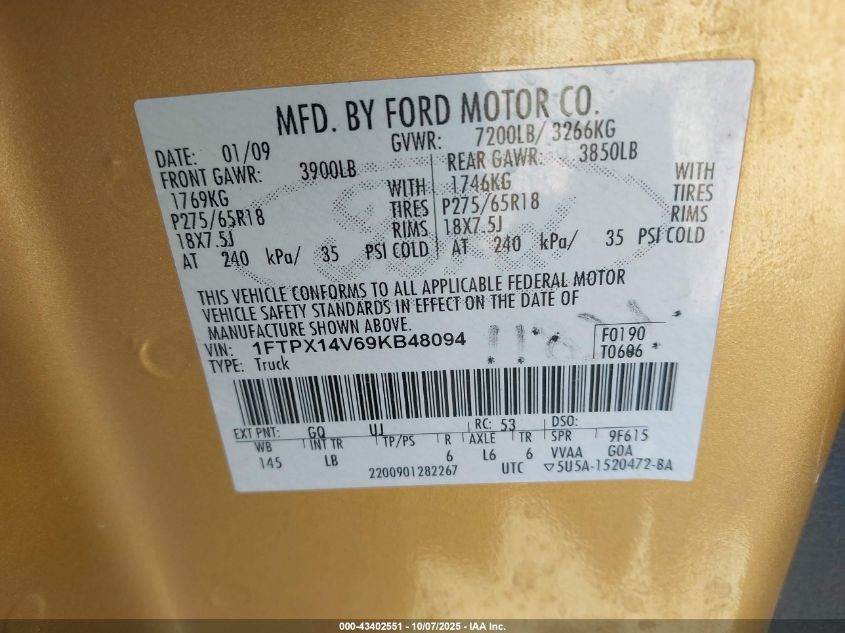 MFD. BY FORD MOTOR CO.
DATE: 01/09 GVWR: 7200LB/ 3266KG
FRONT GAWR: 3900LB REAR GAWR: 3850LB
1769KG WITH 1746KG WITH
P275/65R18 TIRES P275/65R18 TIRES
18X7.5J RIMS 18X7.5J RIMS
AT 240 kPa/ 35 PSI COLD AT 240 kPa/ 35 PSI COLD
THIS VEHICLE CONFORMS TO ALL APPLICABLE FEDERAL MOTOR
VEHICLE SAFETY STANDARDS IN EFFECT ON THE DATE OF
MANUFACTURE SHOWN ABOVE.
VIN: 1FTPX14V69KB48094 F0190
TYPE: Truck T0606
EXT PNT: GQ UJ RC: 53 DSO:
WB INT TR TP/PS R AXLE TR SPR 9F615
145 LB 6 L6 6 VVAA GOA
2200901282267 UTC ▽5U5A-1520472-BA
000-43402551 - 10/07/2025 - IAA Inc.